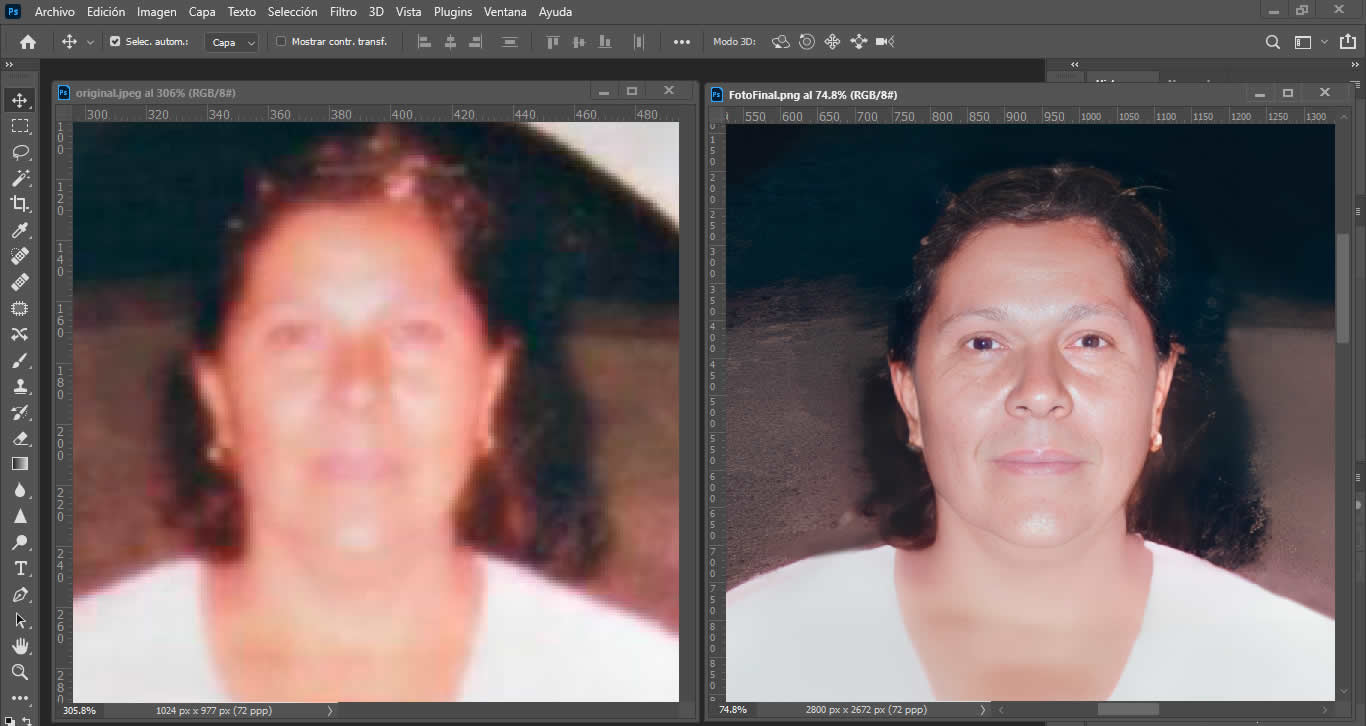 Ps Archivo Edición Imagen Capa Texto Selección Filtro 3D Vista Plugins Ventana Ayuda
Selec. autom.: Capa Mostrar contr. transf. Modo 3D:
Ps original.jpeg al 306% (RGB/8#)
Ps FotoFinal.png al 74.8% (RGB/8#)
300 320 340 360 380 400 420 440 460 480
550 600 650 700 750 800 850 900 950 1000 1050 1100 1150 1200 1250 1300
100
120
140
160
180
200
220
240
260
280
150
200
250
300
350
400
450
500
550
600
650
700
750
800
850
T
305.8% 1024 px x 977 px (72 ppp)
74.8% 2800 px x 2672 px (72 ppp)